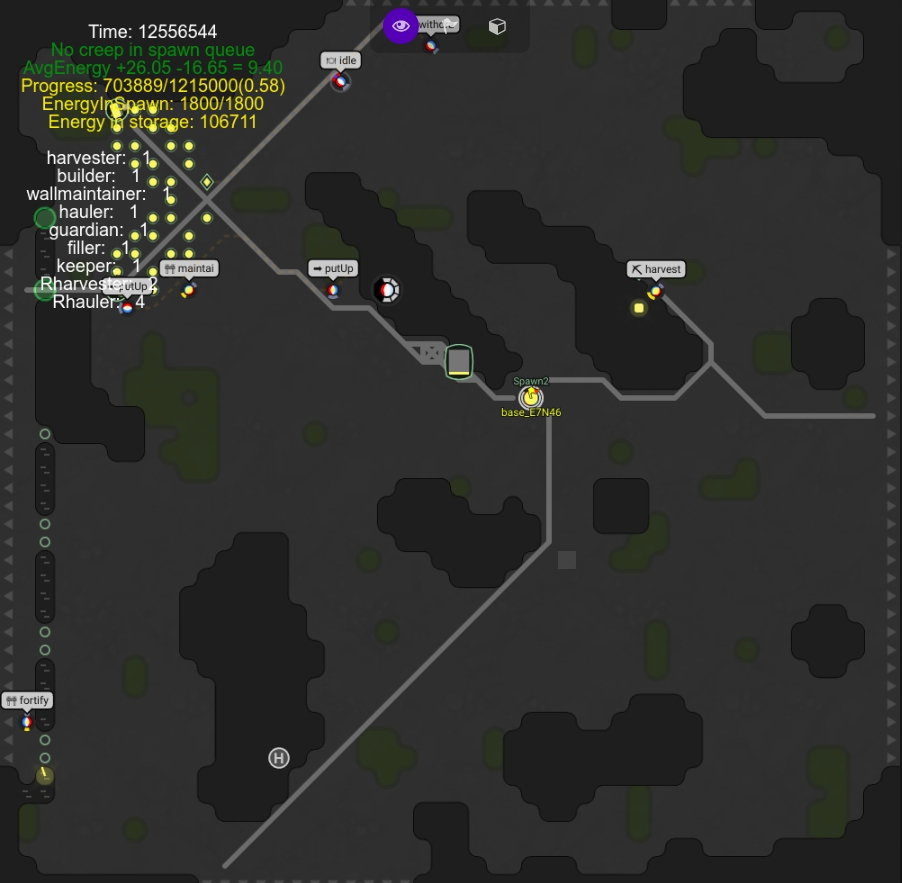 Time: 12556544
No creep in spawn queue
AvgEnergy +26.05 -16.65 = 9.40
Progress: 703889/1215000(0.58)
EnergyInSpawn: 1800/1800
Energy in storage: 106711
idle
harvester: 1
builder: 1
wallmaintainer: 1
hauler: 1
guardian: 1
filler: 1
keeper: 1
Rharvester: 2
Rhauler: 4
maintai
putUp
harvest
Spawn2
base_E7N46
fortify
H